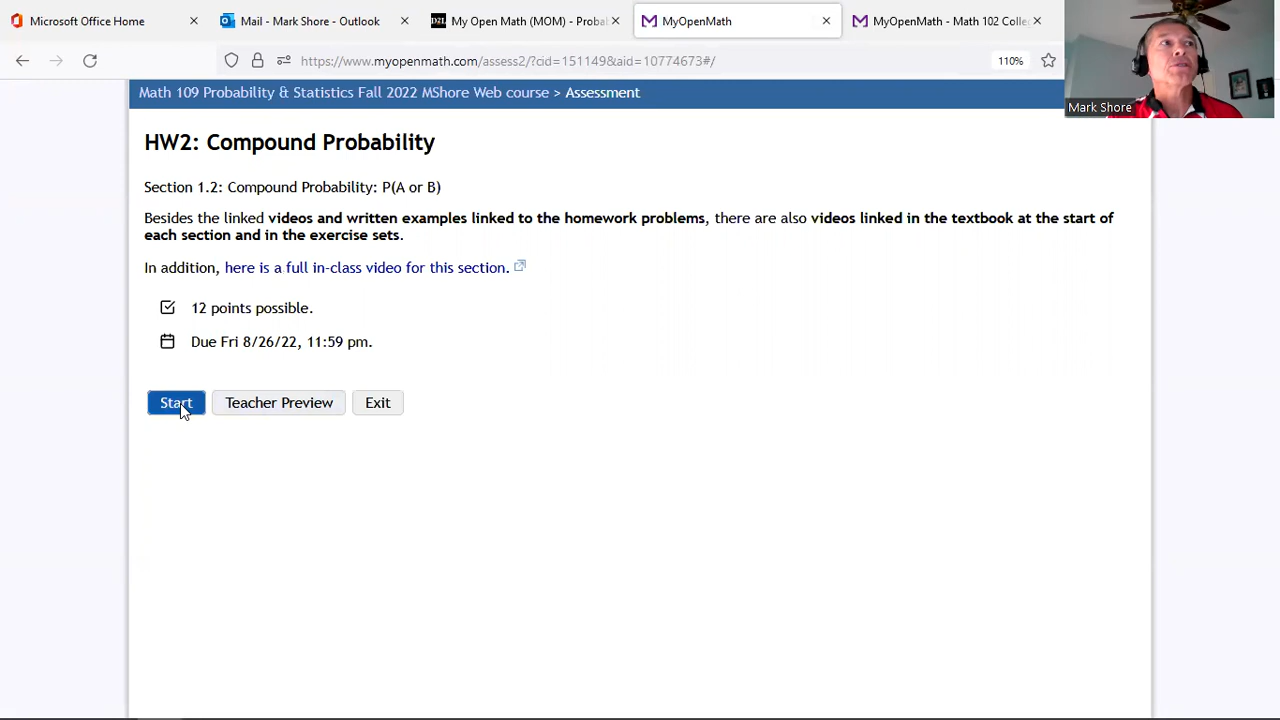 Microsoft Office Home
Mail - Mark Shore - Outlook
D2L
My Open Math (MOM) - Proba
MyOpenMath
MyOpenMath - Math 102 Colle
https://www.myopenmath.com/assess2/?cid=151149&aid=10774673#/
110%
Mark Shore
Math 109 Probability & Statistics Fall 2022 MShore Web course > Assessment
HW2: Compound Probability
Section 1.2: Compound Probability: P(A or B)
Besides the linked videos and written examples linked to the homework problems, there are also videos linked in the textbook at the start of
each section and in the exercise sets.
In addition, here is a full in-class video for this section.
12 points possible.
Due Fri 8/26/22, 11:59 pm.
Start
Teacher Preview
Exit